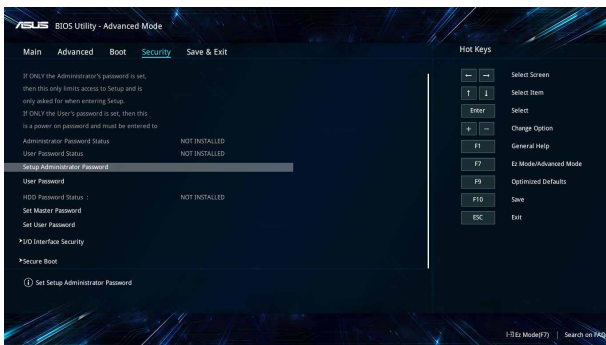 ASUS BIOS Utility - Advanced Mode
Main Advanced Boot Security Save & Exit
If ONLY the Administrator's password is set,
then this only limits access to Setup and is
only asked for when entering Setup.
If ONLY the User's password is set, then this
is a power on password and must be entered to
Administrator Password Status NOT INSTALLED
User Password Status NOT INSTALLED
Setup Administrator Password
User Password
HDD Password Status : NOT INSTALLED
Set Master Password
Set User Password
I/O Interface Security
Secure Boot
Set Setup Administrator Password
Hot Keys
← → Select Screen
↑ ↓ Select Item
Enter Select
+ − Change Option
F1 General Help
F7 Ez Mode/Advanced Mode
F9 Optimized Defaults
F10 Save
ESC Exit
Ez Mode(F7) | Search on FAQ